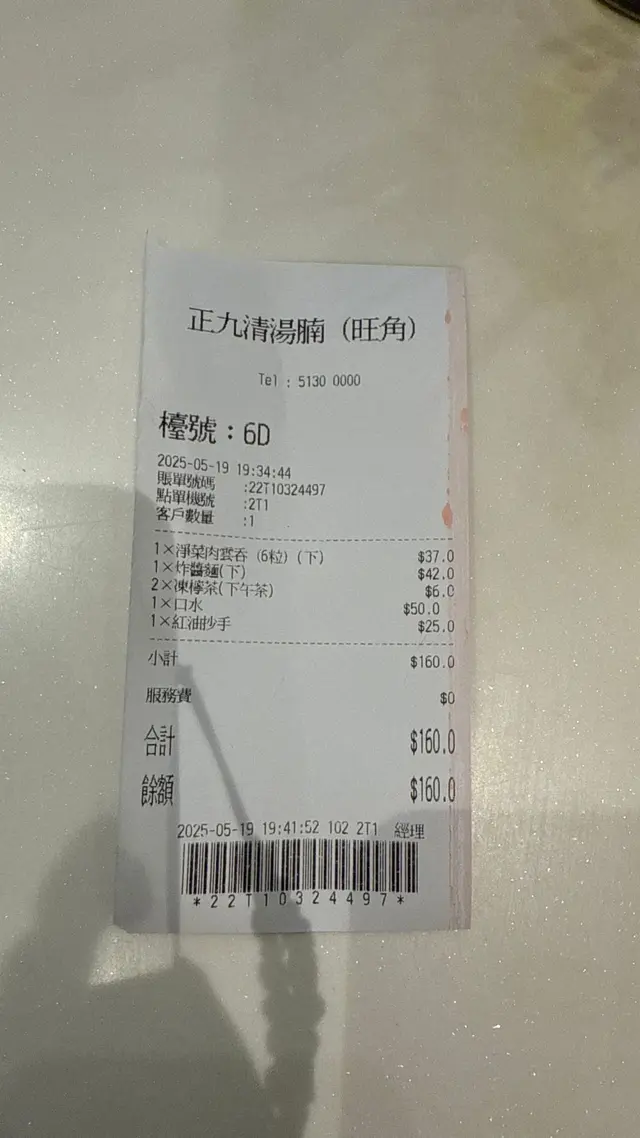 正九清湯腩（旺角）
Tel : 5130 0000
檯號：6D
2025-05-19 19:34:44
賬單號碼 :22T10324497
點單機號 :2T1
客戶數量 :1
1×淨菜肉雲吞（6粒）(下) $37.0
1×炸醬麵(下) $42.0
2×凍檸茶(下午茶) $6.0
1×口水 $50.0
1×紅油抄手 $25.0
小計 $160.0
服務費 $0
合計 $160.0
餘額 $160.0
2025-05-19 19:41:52 102 2T1 經理
*22T10324497*